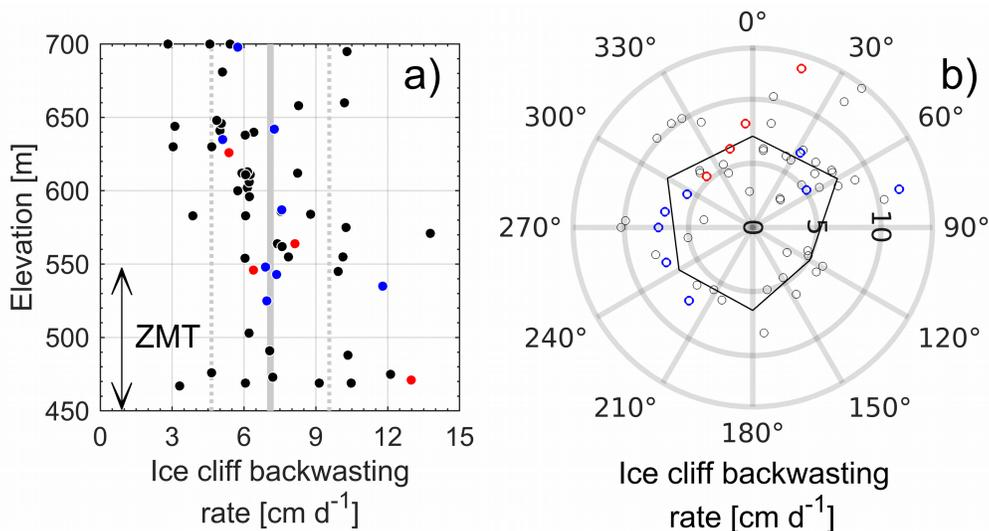 a)
700
650
600
550
500
450
Elevation [m]
ZMT
0 3 6 9 12 15
Ice cliff backwasting
rate [cm d⁻¹]
b)
0°
30°
60°
90°
120°
150°
180°
210°
240°
270°
300°
330°
0 5 10
Ice cliff backwasting
rate [cm d⁻¹]